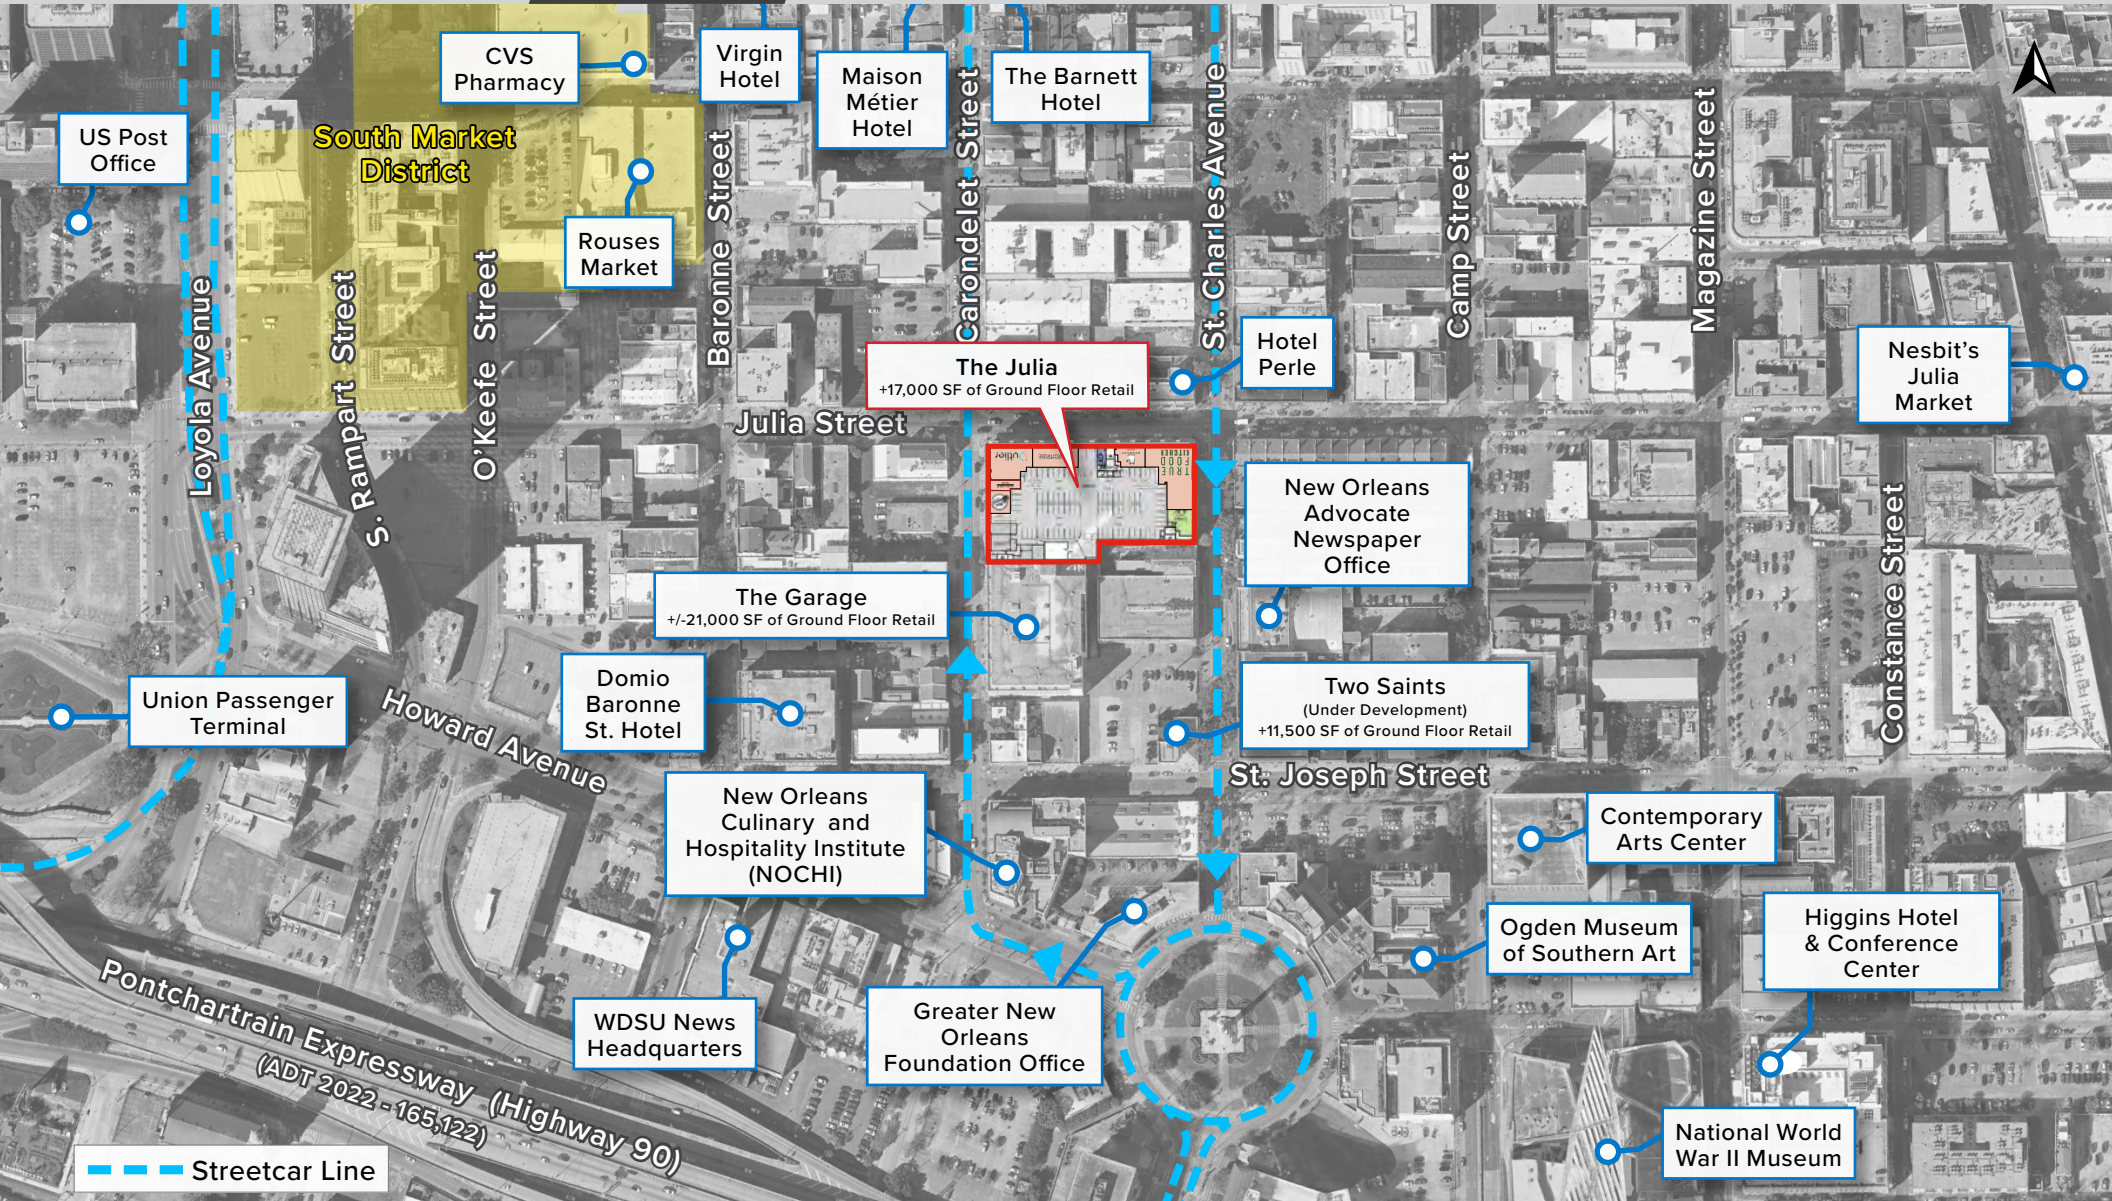 CVS
Pharmacy
Virgin
Hotel
Maison
Métier
Hotel
The Barnett
Hotel
US Post
Office
South Market
District
Rouses
Market
Loyola Avenue
S. Rampart Street
O'Keefe Street
Baronne Street
Carondelet Street
St. Charles Avenue
Camp Street
Magazine Street
Hotel
Perle
Nesbit's
Julia
Market
The Julia
+17,000 SF of Ground Floor Retail
Julia Street
TRUE
FOOD
KITCHEN
New Orleans
Advocate
Newspaper
Office
Constance Street
The Garage
+/-21,000 SF of Ground Floor Retail
Domio
Baronne
St. Hotel
Two Saints
(Under Development)
+11,500 SF of Ground Floor Retail
Union Passenger
Terminal
Howard Avenue
St. Joseph Street
New Orleans
Culinary and
Hospitality Institute
(NOCHI)
Contemporary
Arts Center
Ogden Museum
of Southern Art
Higgins Hotel
& Conference
Center
WDSU News
Headquarters
Greater New
Orleans
Foundation Office
Pontchartrain Expressway (Highway 90)
(ADT 2022 - 165,122)
National World
War II Museum
Streetcar Line